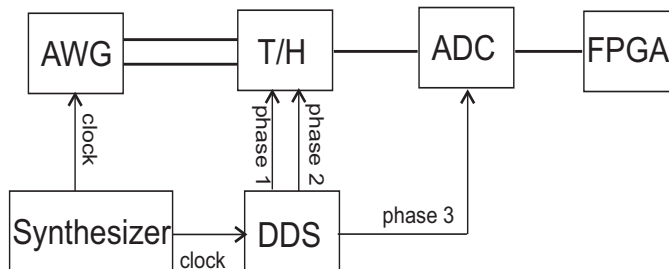 AWG
T/H
ADC
FPGA
clock
phase 1
phase 2
Synthesizer
clock
DDS
phase 3